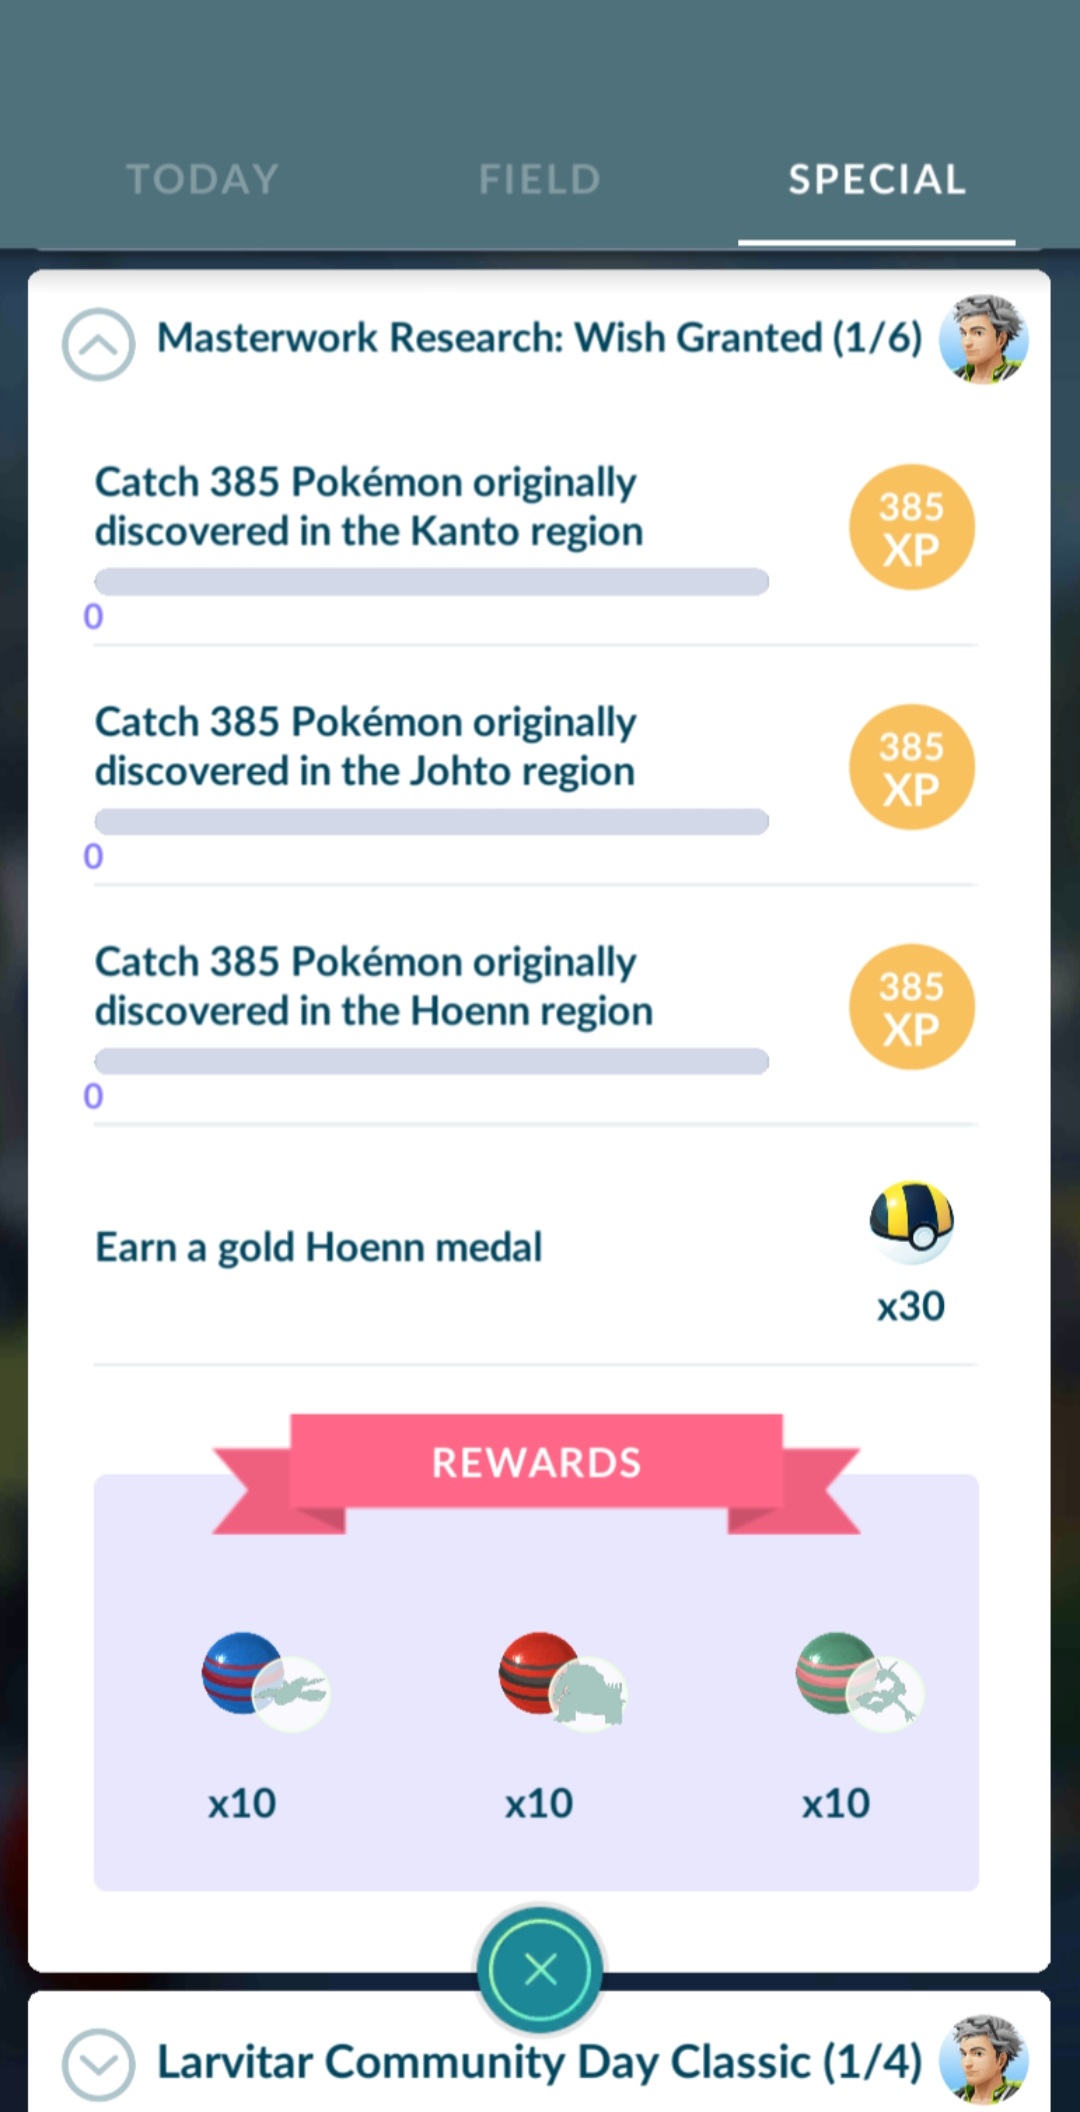 TODAY
FIELD
SPECIAL
Masterwork Research: Wish Granted (1/6)
Catch 385 Pokémon originally
discovered in the Kanto region
385
XP
0
Catch 385 Pokémon originally
discovered in the Johto region
385
XP
0
Catch 385 Pokémon originally
discovered in the Hoenn region
385
XP
0
Earn a gold Hoenn medal
x30
REWARDS
x10
x10
x10
Larvitar Community Day Classic (1/4)